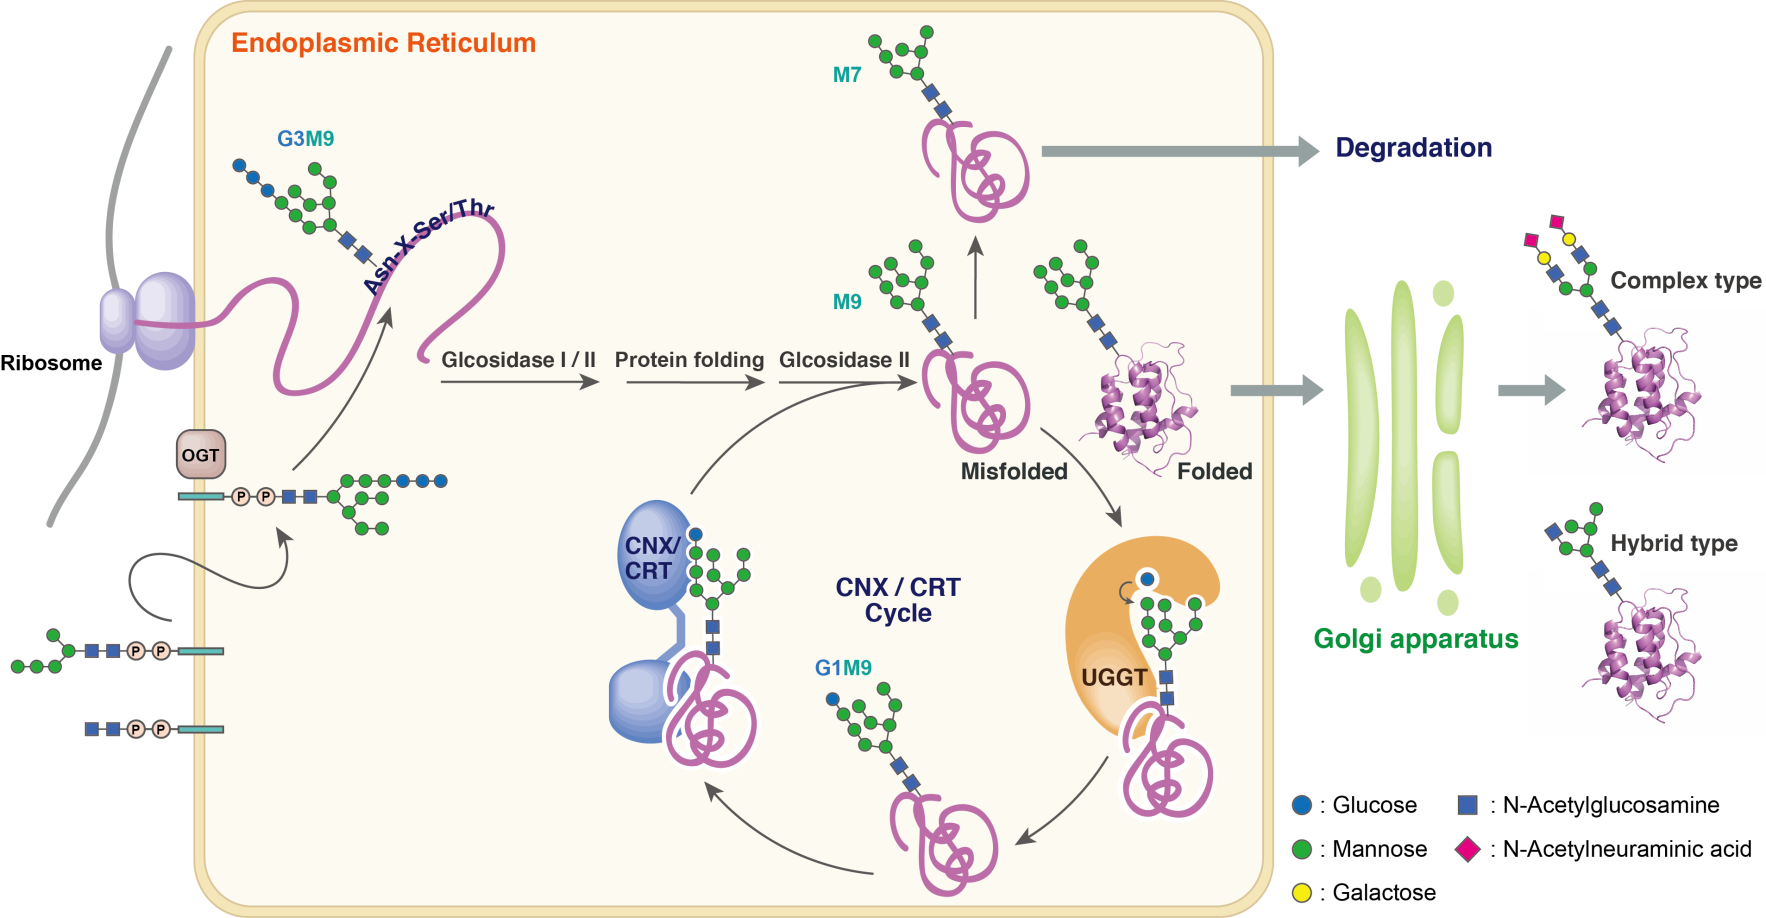 Endoplasmic Reticulum
M7
G3M9
Degradation
Asn-X-Ser/Thr
M9
Complex type
Ribosome
Glcosidase I / II
Protein folding
Glcosidase II
OGT
Misfolded
Folded
P P
CNX/
CRT
CNX / CRT
Cycle
Hybrid type
Golgi apparatus
P P
UGGT
G1M9
P P
: Glucose
: N-Acetylglucosamine
: Mannose
: N-Acetylneuraminic acid
: Galactose